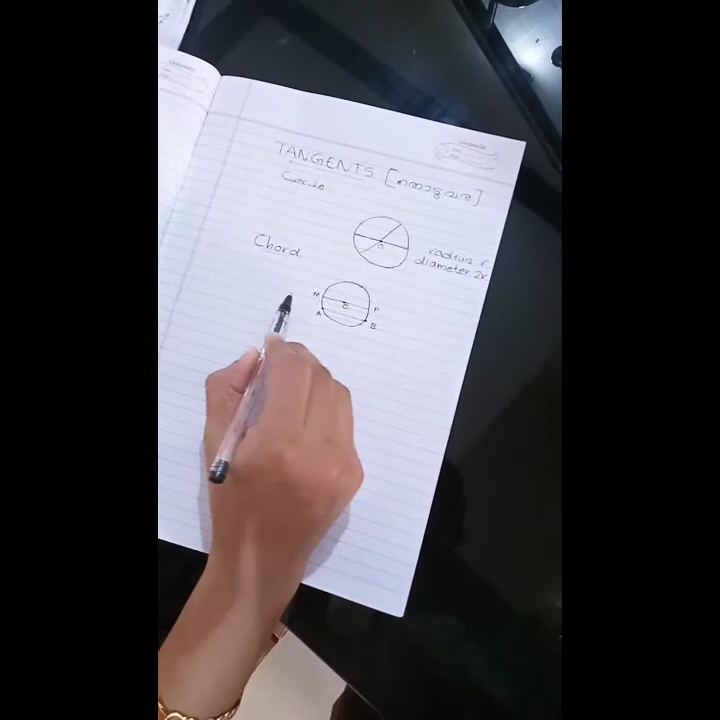 TANGENTS [തൊടുവര]
Circle
Chord
O
radius r
diameter 2r
M
O
P
A
B